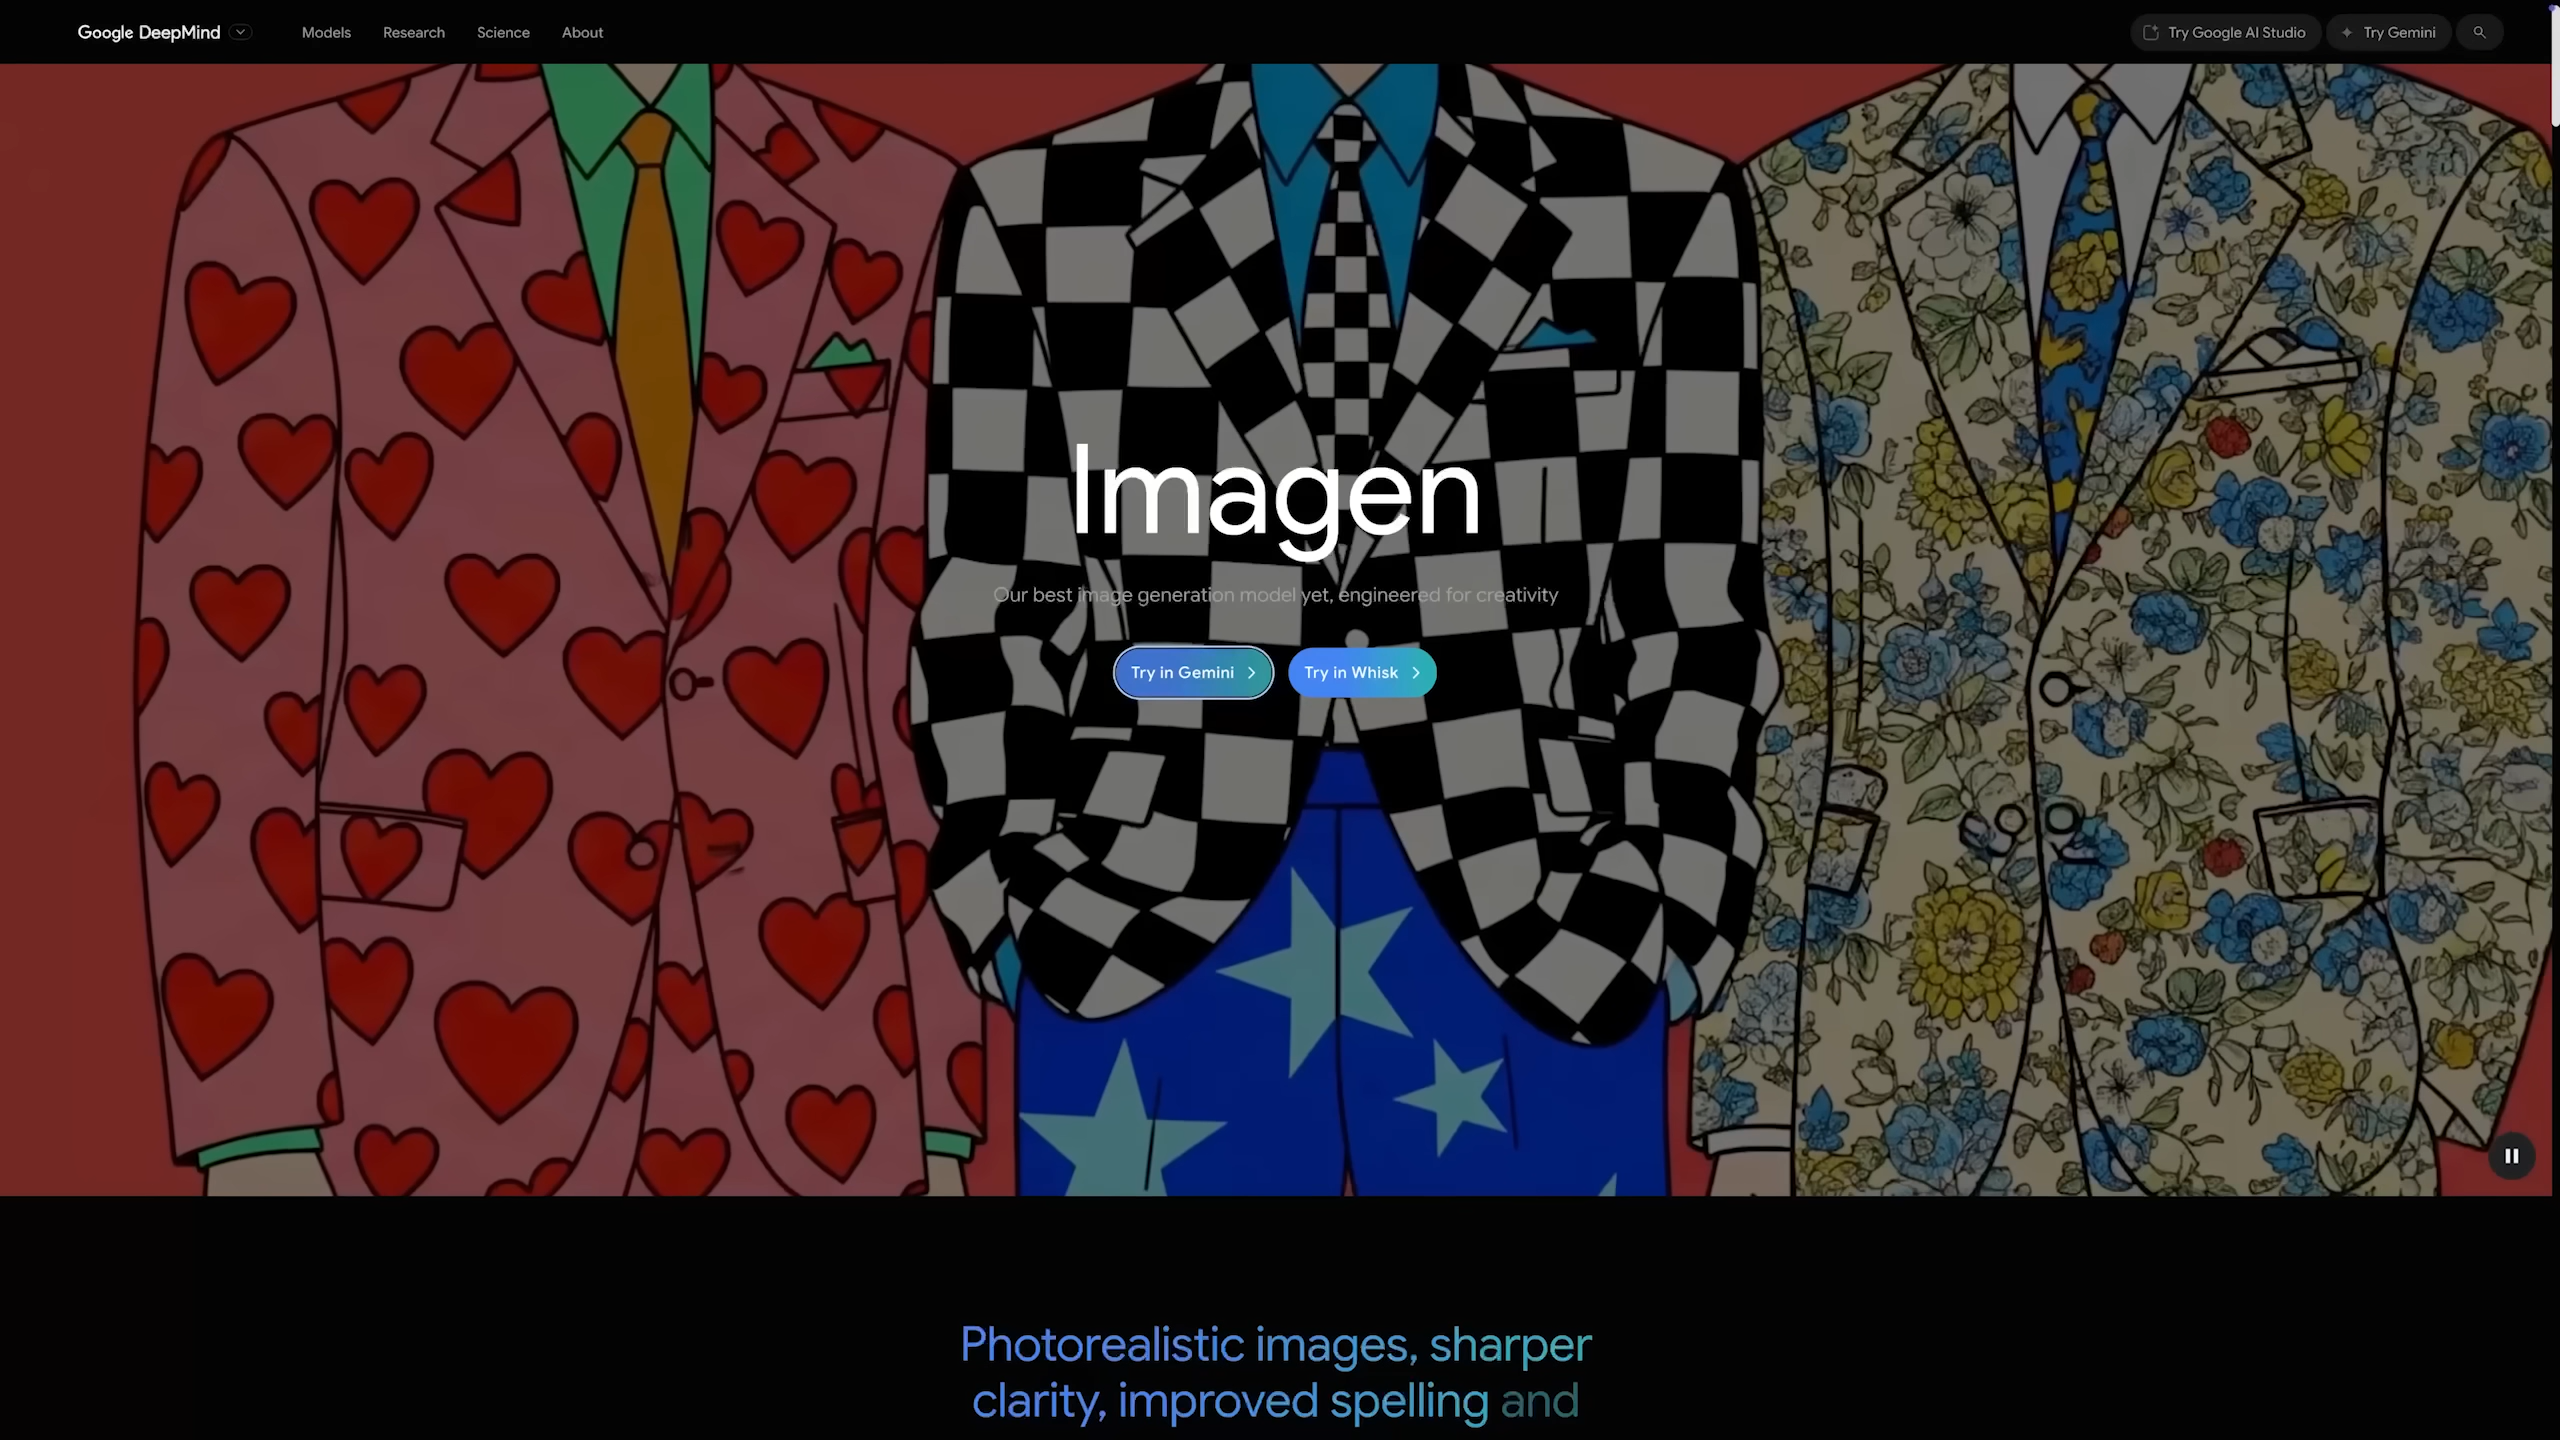 Google DeepMind
Models
Research
Science
About
Try Google AI Studio
Try Gemini
Imagen
Our best image generation model yet, engineered for creativity
Try in Gemini
Try in Whisk
Photorealistic images, sharper
clarity, improved spelling and